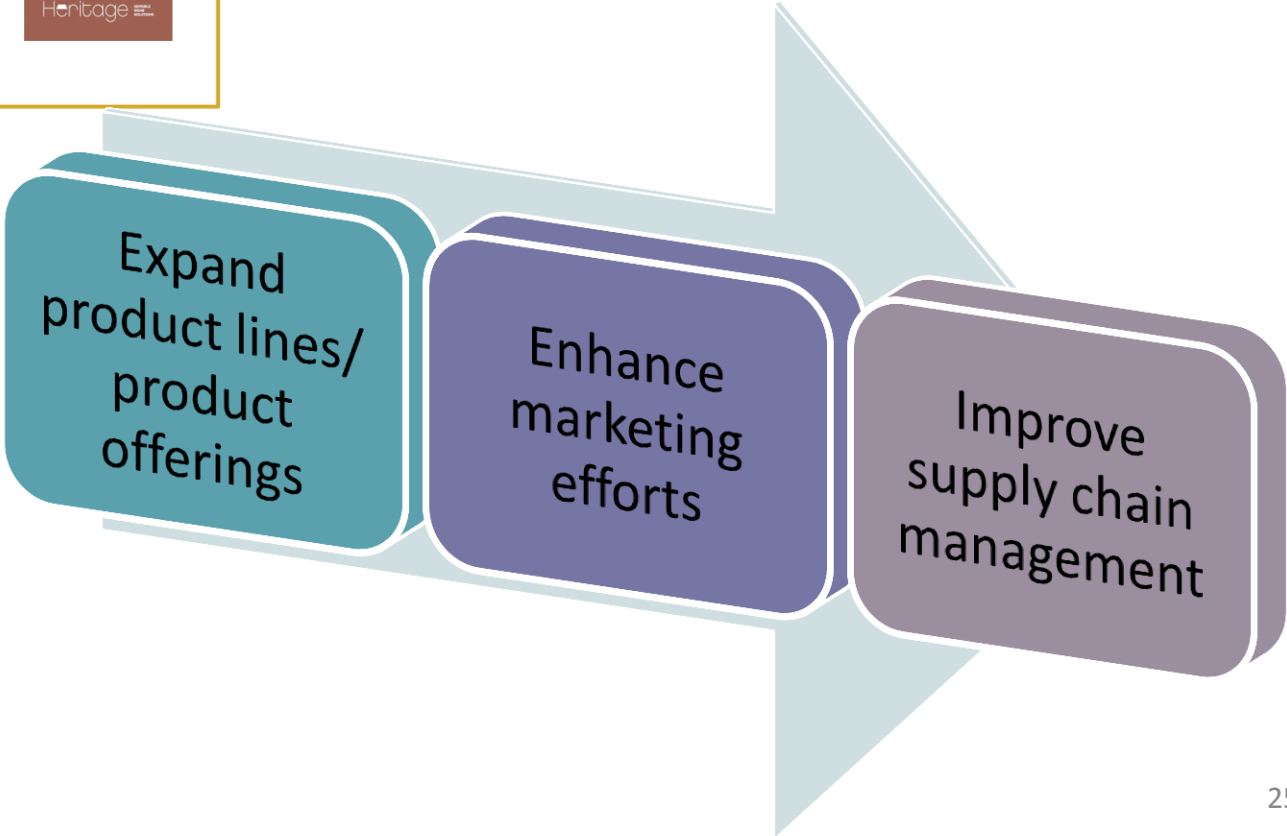 Heritage
Expand
product lines/
product
offerings
Enhance
marketing
efforts
Improve
supply chain
management
25